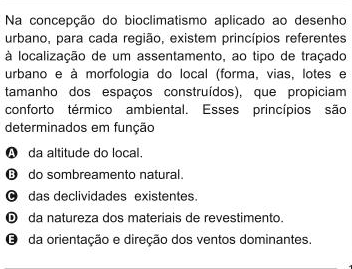 Na concepção do bioclimatismo aplicado ao desenho
urbano, para cada região, existem princípios referentes
à localização de um assentamento, ao tipo de traçado
urbano e à morfologia do local (forma, vias, lotes e
tamanho dos espaços construídos), que propiciam
conforto térmico ambiental. Esses princípios são
determinados em função
A da altitude do local.
B do sombreamento natural.
C das declividades existentes.
D da natureza dos materiais de revestimento.
E da orientação e direção dos ventos dominantes.